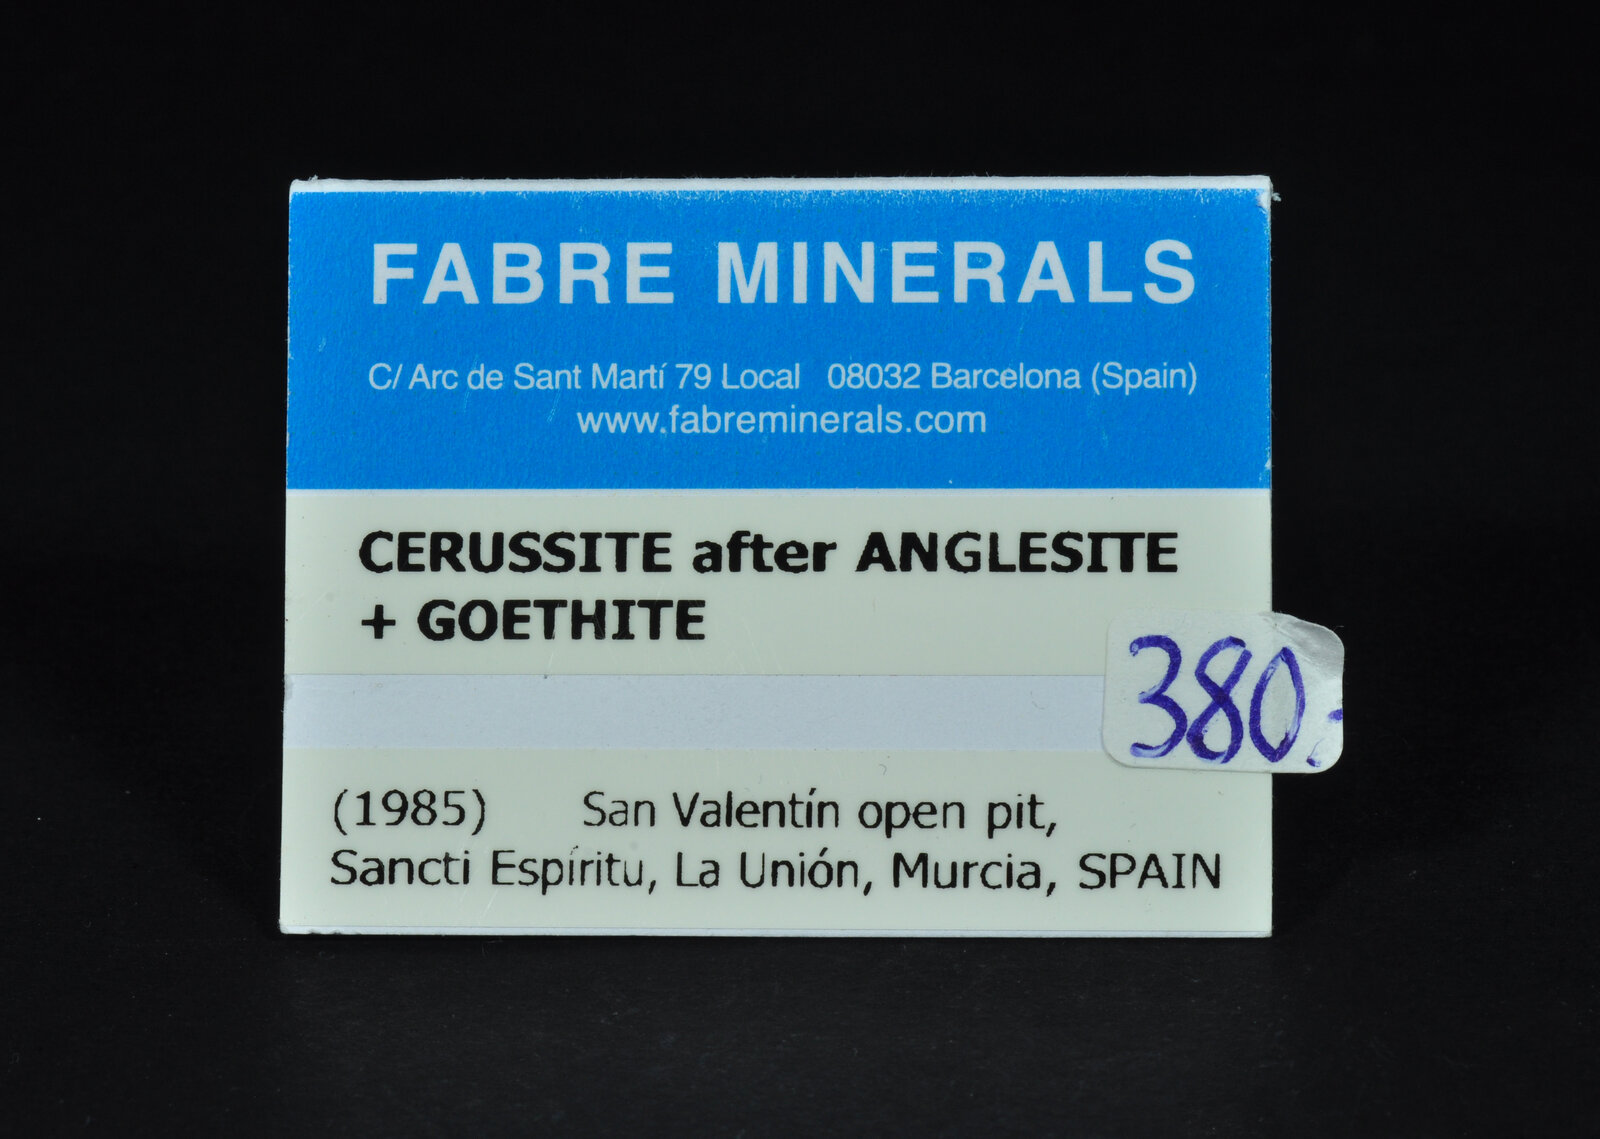 FABRE MINERALS
C/ Arc de Sant Martí 79 Local 08032 Barcelona (Spain)
www.fabreminerals.com
CERUSSITE after ANGLESITE
+ GOETHITE
380.-
(1985) San Valentín open pit,
Sancti Espíritu, La Unión, Murcia, SPAIN